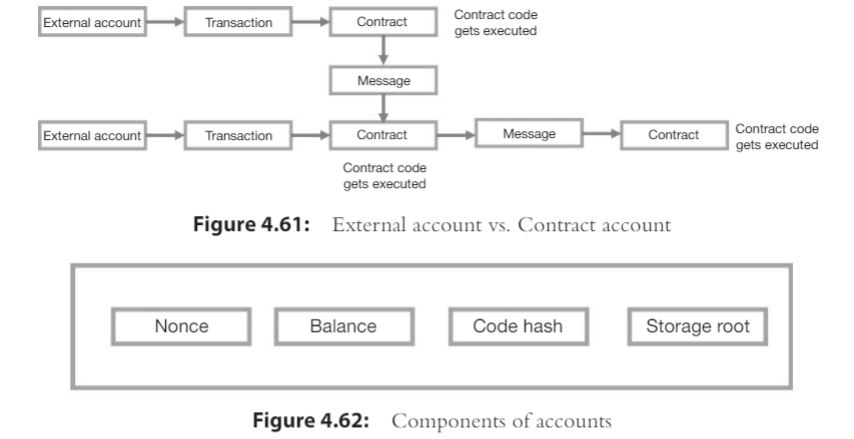 External account
Transaction
Contract
Contract code
gets executed
Message
External account
Transaction
Contract
Message
Contract
Contract code
gets executed
Contract code
gets executed
Figure 4.61: External account vs. Contract account
Nonce
Balance
Code hash
Storage root
Figure 4.62: Components of accounts